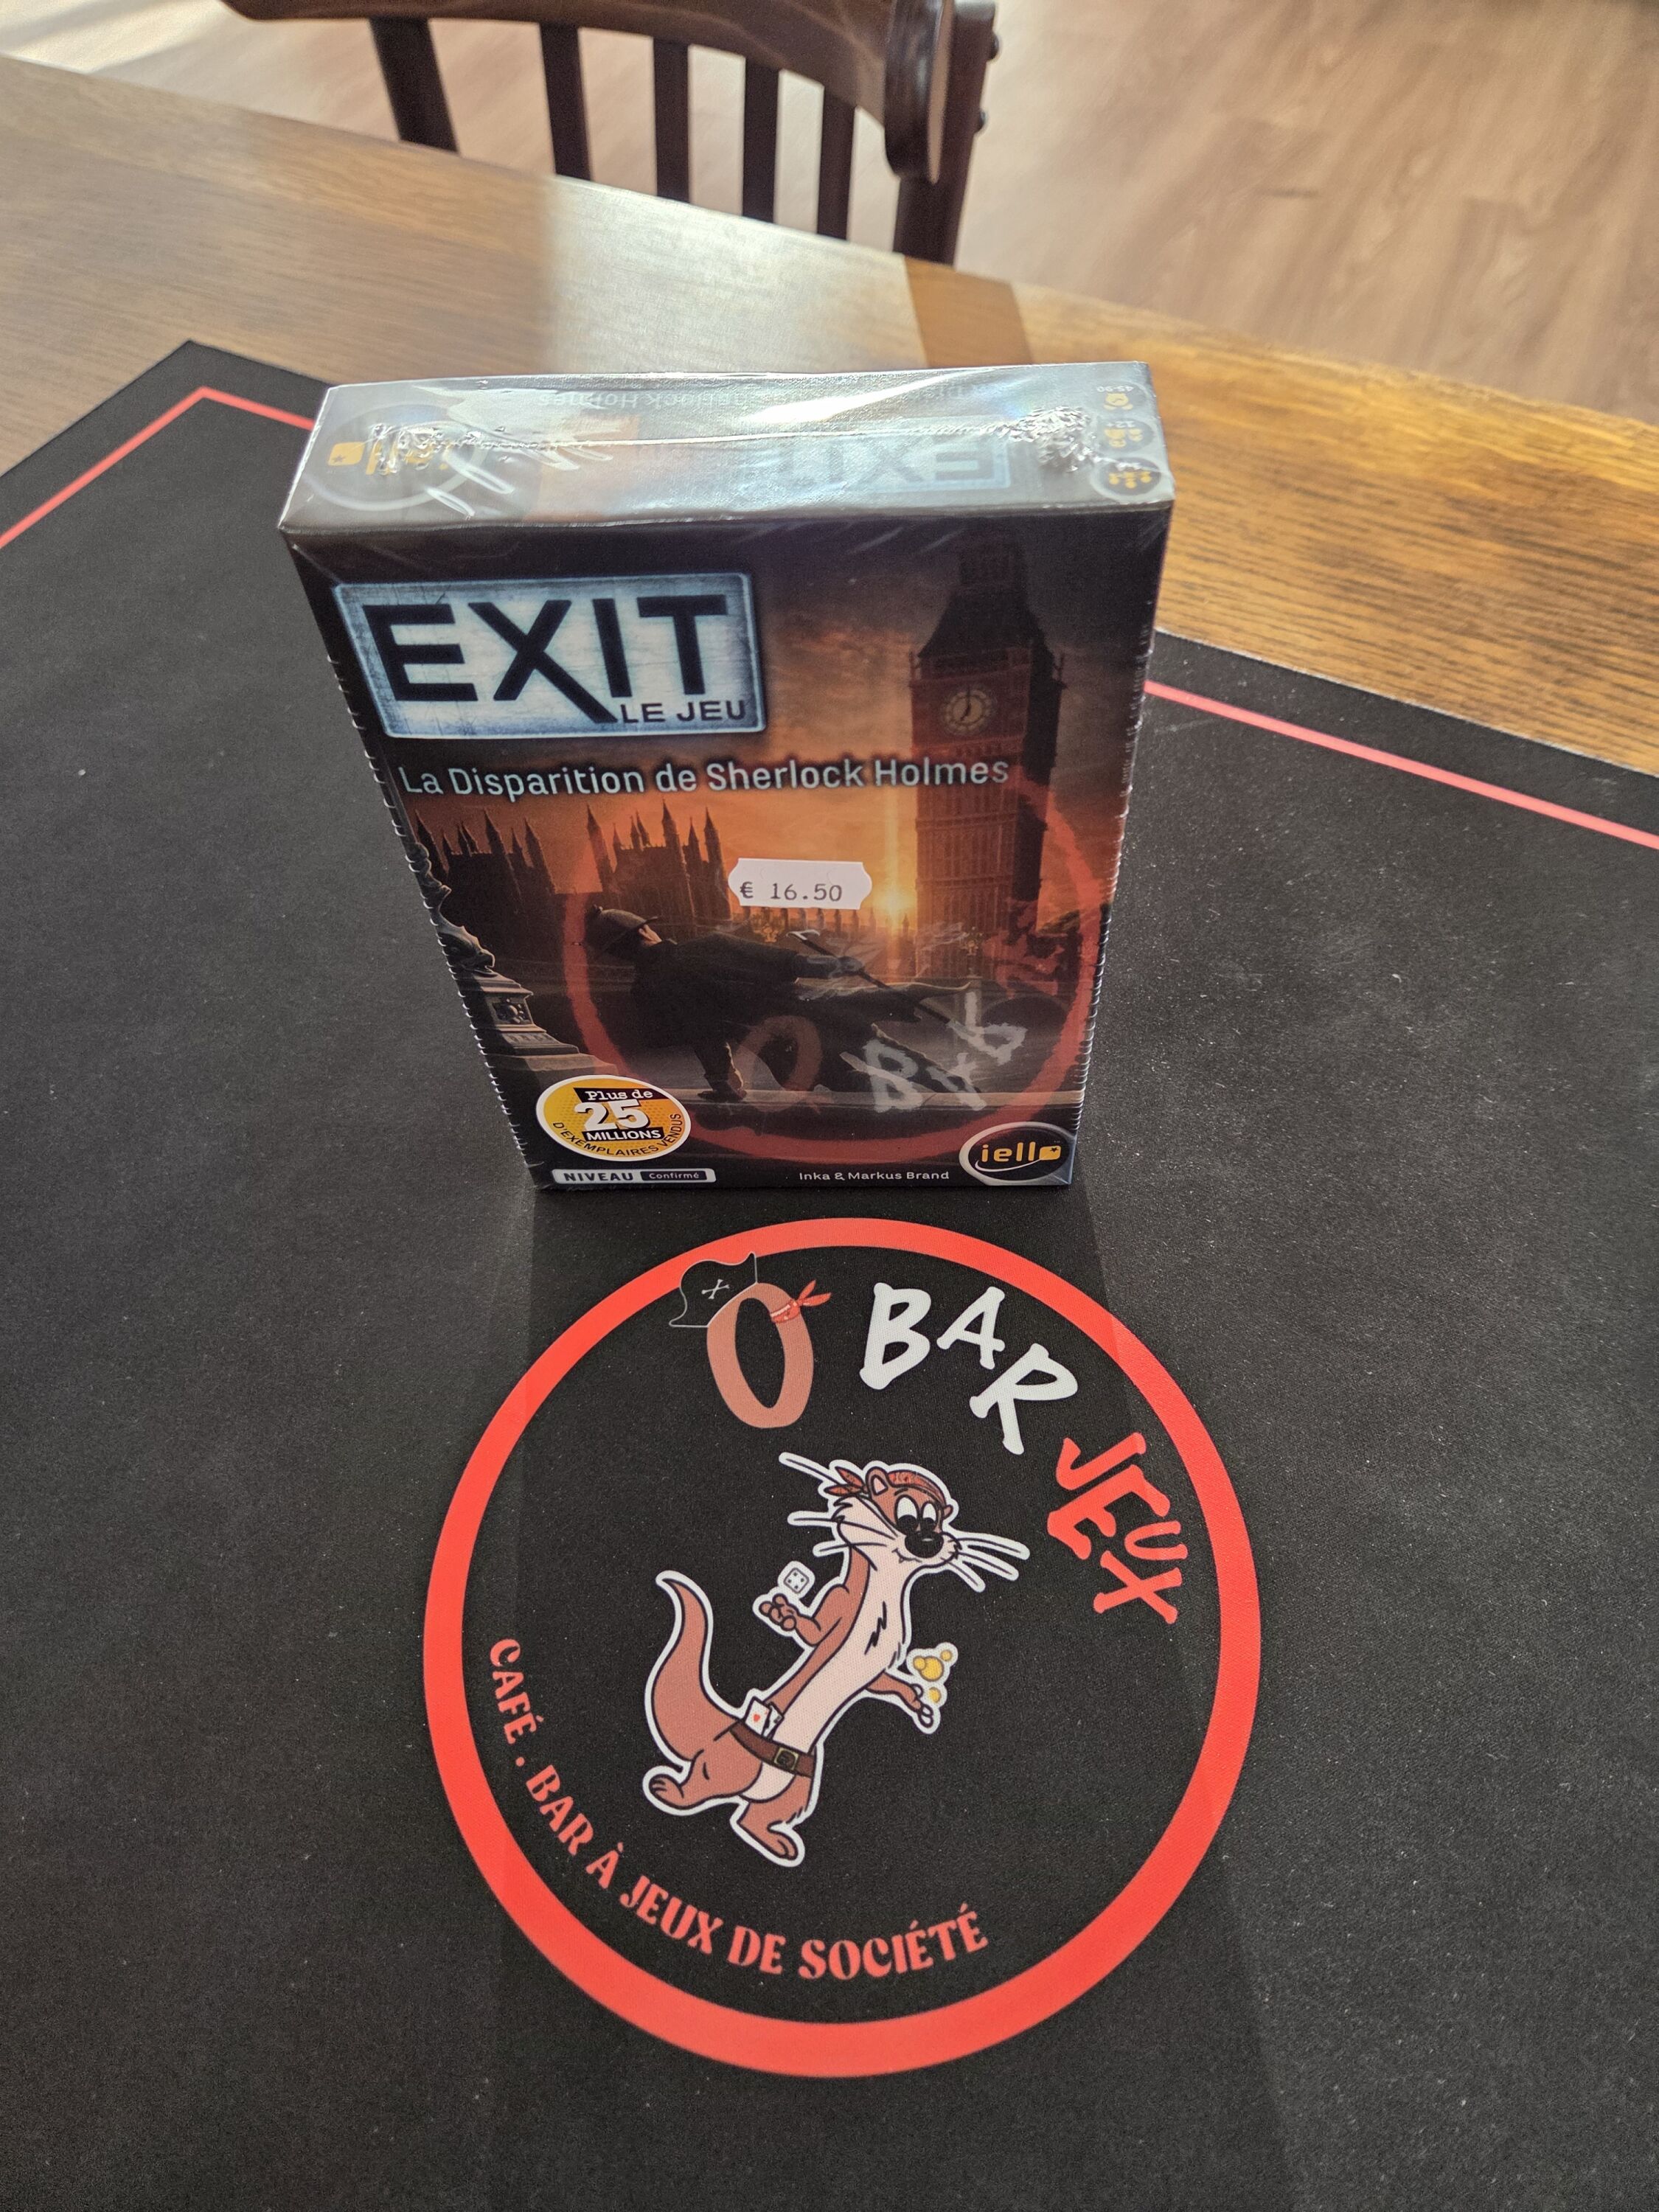 EXIT
LE JEU
La Disparition de Sherlock Holmes
€ 16.50
Plus de
25
MILLIONS
D'EXEMPLAIRES VENDUS
NIVEAU Confirmé
Inka & Markus Brand
iello
O BAR JEUX
CAFÉ . BAR À JEUX DE SOCIÉTÉ